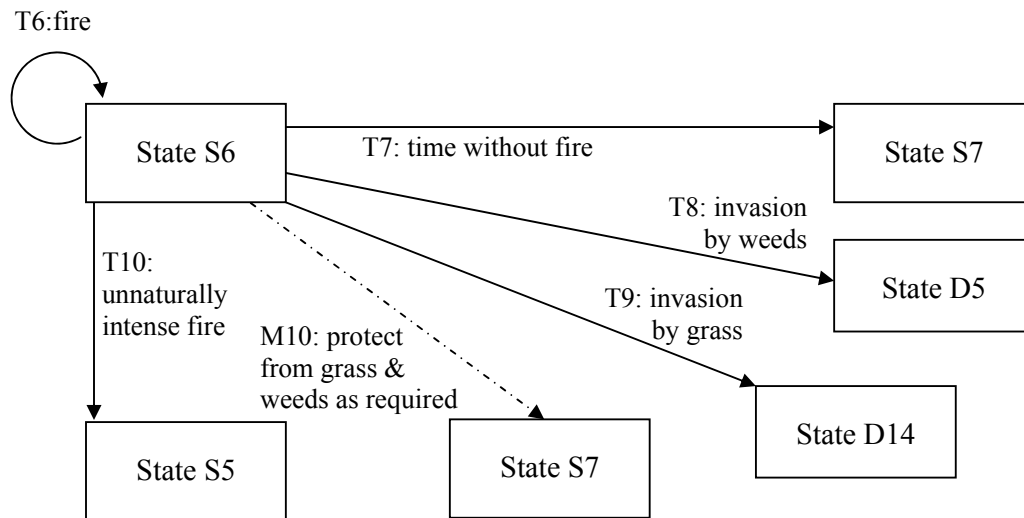 T6:fire
State S6
T7: time without fire
State S7
T8: invasion
by weeds
State D5
T10:
unnaturally
intense fire
T9: invasion
by grass
M10: protect
from grass &
weeds as required
State D14
State S5
State S7